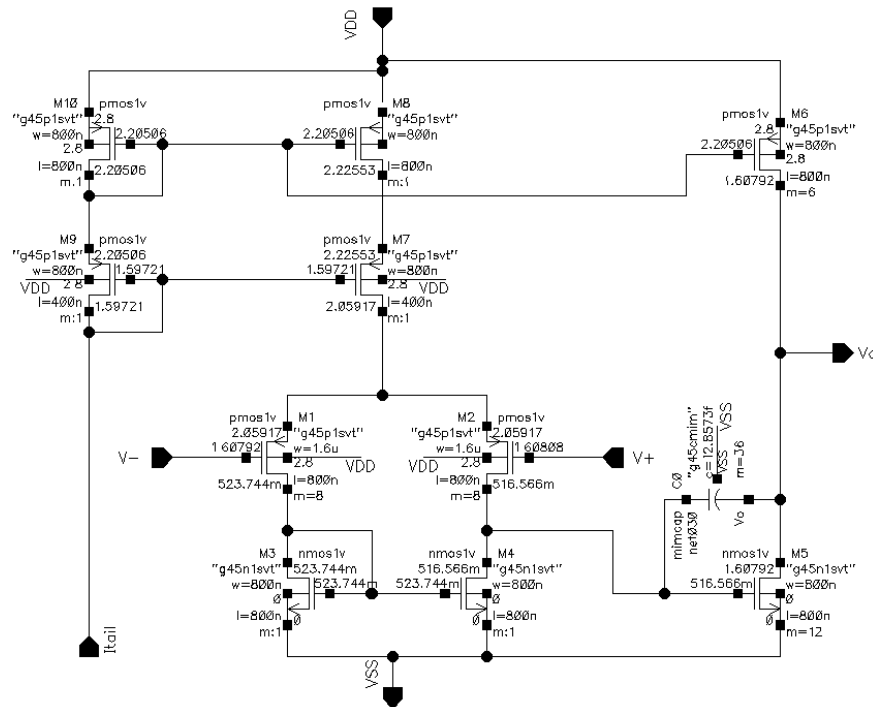 VDD
M10 pmos1v
2.8
"g45p1svt"
w=800n
2.20506
2.8
l=800n
2.20506
m:1
M8
pmos1v
2.8
"g45p1svt"
w=800n
2.20506
2.8
l=800n
2.22553
m:1
M6
pmos1v
2.8
"g45p1svt"
w=800n
2.20506
2.8
l=800n
1.60792
m=6
M9 pmos1v
2.20506
"g45p1svt"
w=800n
1.59721
2.8
VDD
l=400n
1.59721
m:1
M7
pmos1v
2.22553
"g45p1svt"
w=800n
1.59721
2.8
VDD
l=400n
2.05917
m:1
Vo
M1
pmos1v
2.05917
"g45p1svt"
w=1.6u
V-
1.60792
2.8
VDD
l=800n
523.744m
m=8
M2
pmos1v
2.05917
"g45p1svt"
w=1.6u
1.60808
V+
2.8
VDD
l=800n
516.566m
m=8
C0
"g45cmim"
c=12.8573f
VSS
VSS
m=36
mimcap
net030
Vo
M3 nmos1v
523.744m
"g45n1svt"
w=800n
523.744m
0
l=800n
0
m:1
M4
nmos1v
516.566m
"g45n1svt"
w=800n
523.744m
0
l=800n
0
m:1
M5
nmos1v
1.60792
"g45n1svt"
w=800n
516.566m
0
l=800n
0
m=12
Itail
VSS